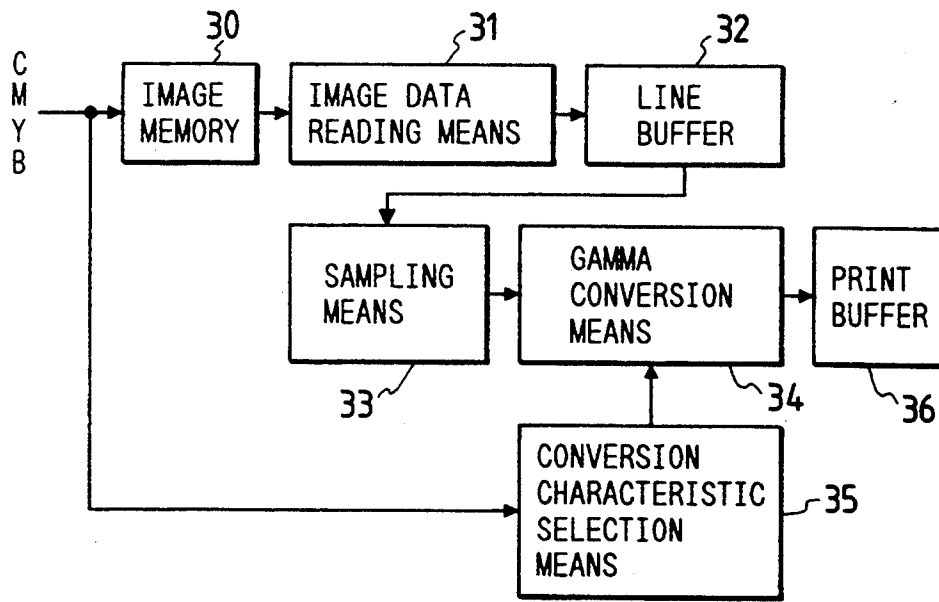 30
31
32
C
M
Y
B
IMAGE
MEMORY
IMAGE DATA
READING MEANS
LINE
BUFFER
SAMPLING
MEANS
GAMMA
CONVERSION
MEANS
PRINT
BUFFER
33
34
36
CONVERSION
CHARACTERISTIC
SELECTION
MEANS
35